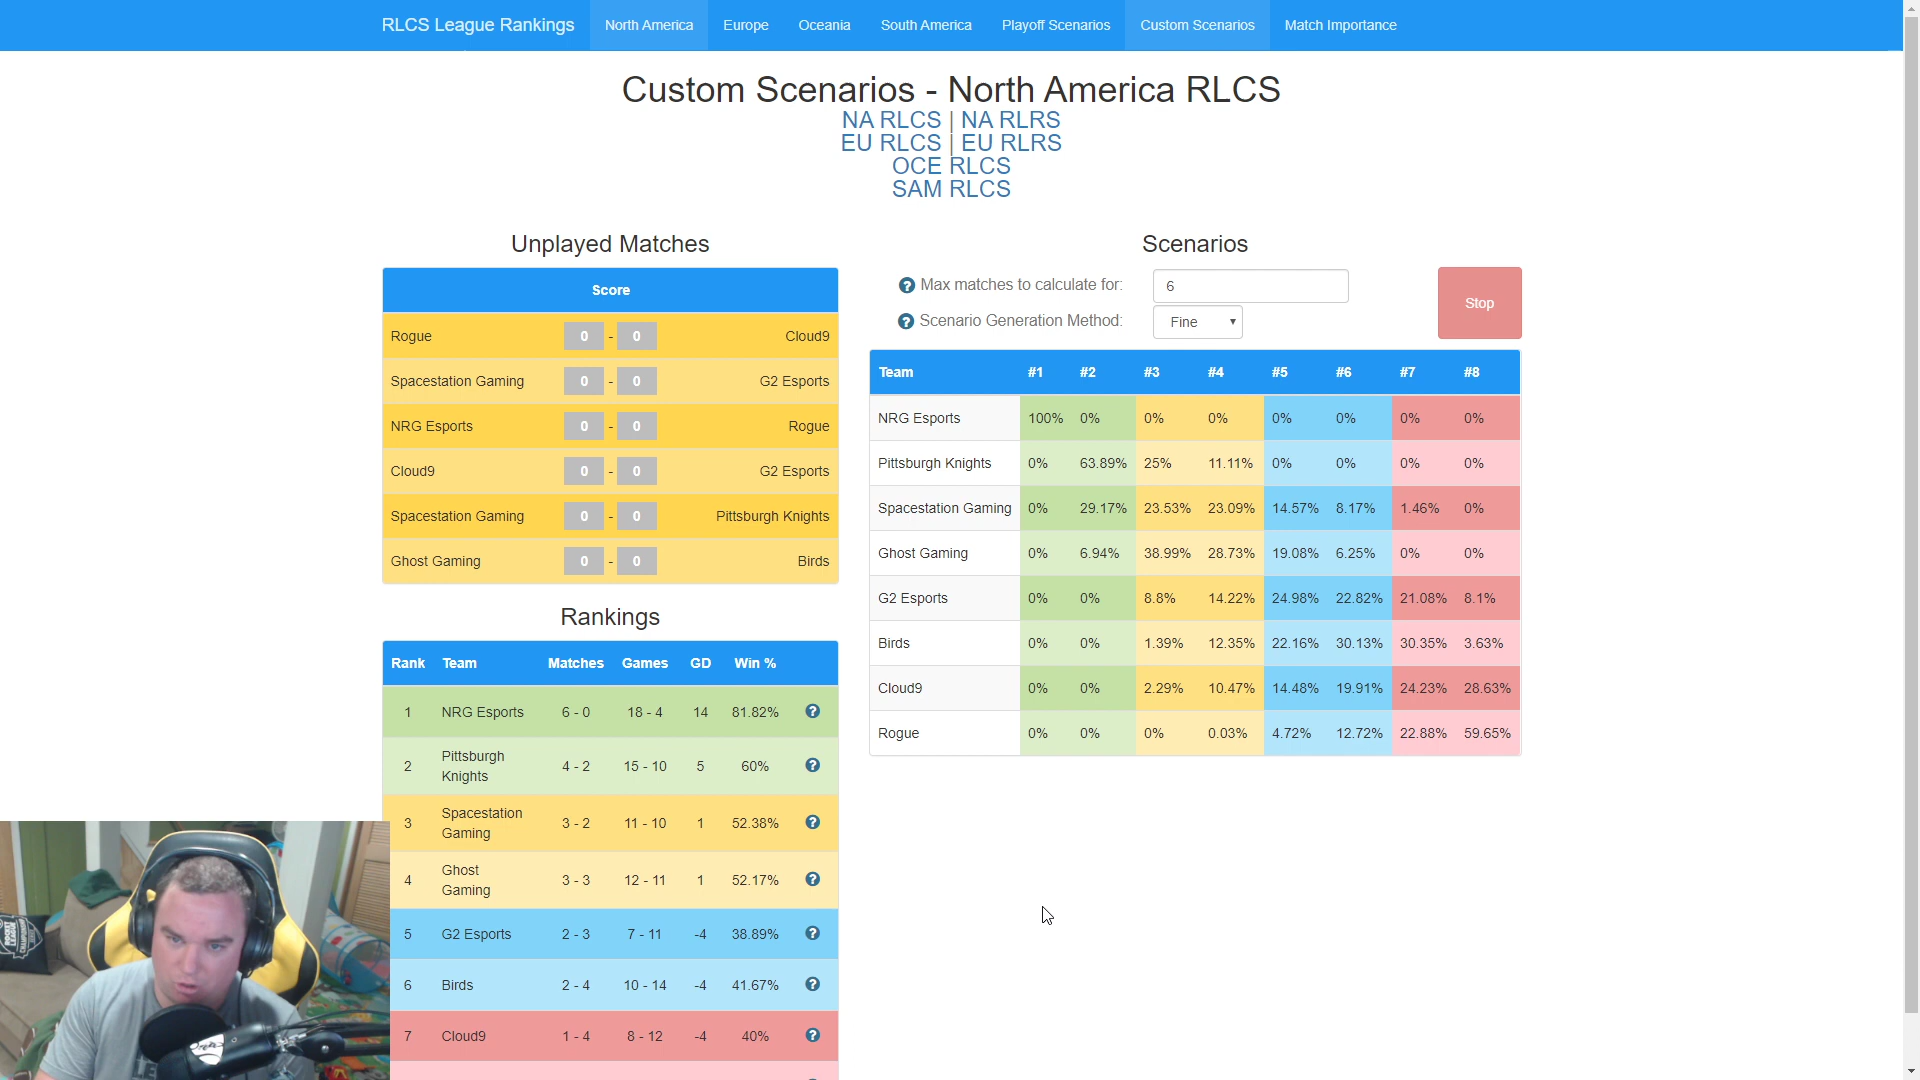 RLCS League Rankings North America Europe Oceania South America Playoff Scenarios Custom Scenarios Match Importance
Custom Scenarios - North America RLCS
NA RLCS | NA RLRS
EU RLCS | EU RLRS
OCE RLCS
SAM RLCS
Unplayed Matches
Score
Rogue 0 - 0 Cloud9
Spacestation Gaming 0 - 0 G2 Esports
NRG Esports 0 - 0 Rogue
Cloud9 0 - 0 G2 Esports
Spacestation Gaming 0 - 0 Pittsburgh Knights
Ghost Gaming 0 - 0 Birds
Rankings
Rank Team Matches Games GD Win %
1 NRG Esports 6 - 0 18 - 4 14 81.82% ?
2 Pittsburgh Knights 4 - 2 15 - 10 5 60% ?
3 Spacestation Gaming 3 - 2 11 - 10 1 52.38% ?
4 Ghost Gaming 3 - 3 12 - 11 1 52.17% ?
5 G2 Esports 2 - 3 7 - 11 -4 38.89% ?
6 Birds 2 - 4 10 - 14 -4 41.67% ?
7 Cloud9 1 - 4 8 - 12 -4 40% ?
Scenarios
? Max matches to calculate for: 6
? Scenario Generation Method: Fine
Stop
Team #1 #2 #3 #4 #5 #6 #7 #8
NRG Esports 100% 0% 0% 0% 0% 0% 0% 0%
Pittsburgh Knights 0% 63.89% 25% 11.11% 0% 0% 0% 0%
Spacestation Gaming 0% 29.17% 23.53% 23.09% 14.57% 8.17% 1.46% 0%
Ghost Gaming 0% 6.94% 38.99% 28.73% 19.08% 6.25% 0% 0%
G2 Esports 0% 0% 8.8% 14.22% 24.98% 22.82% 21.08% 8.1%
Birds 0% 0% 1.39% 12.35% 22.16% 30.13% 30.35% 3.63%
Cloud9 0% 0% 2.29% 10.47% 14.48% 19.91% 24.23% 28.63%
Rogue 0% 0% 0% 0.03% 4.72% 12.72% 22.88% 59.65%